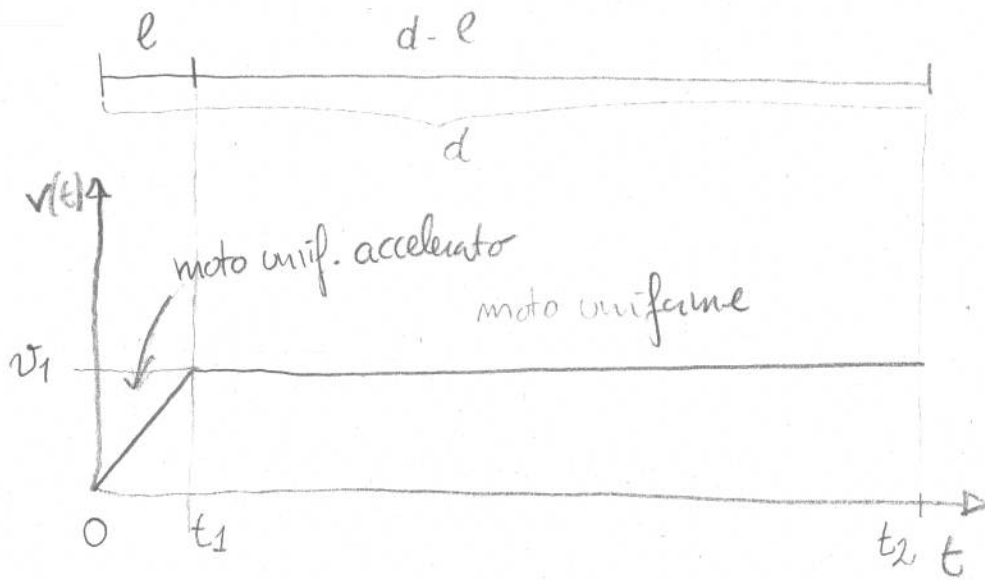 l d - l
d
v(t)
moto unif. accelerato
moto uniforme
v1
0 t1 t2 t